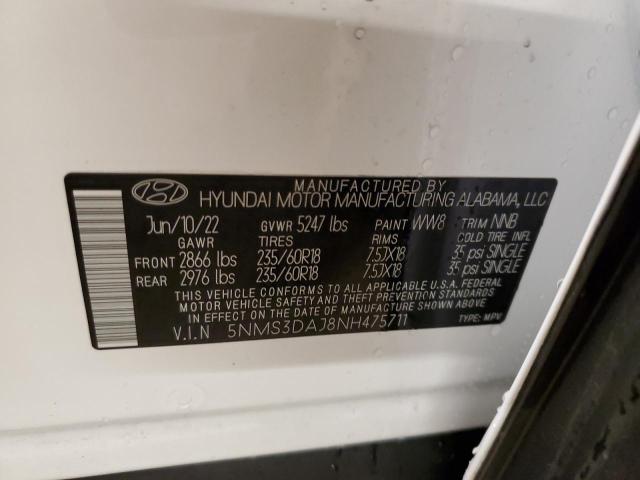 MANUFACTURED BY
HYUNDAI MOTOR MANUFACTURING ALABAMA, LLC
Jun/10/22 GVWR 5247 lbs PAINT WW8 TRIM NNB
GAWR TIRES RIMS COLD TIRE INFL
FRONT 2866 lbs 235/60R18 7.5JX18 35 psi SINGLE
REAR 2976 lbs 235/60R18 7.5JX18 35 psi SINGLE
THIS VEHICLE CONFORMS TO ALL APPLICABLE U.S.A. FEDERAL
MOTOR VEHICLE SAFETY AND THEFT PREVENTION STANDARDS
IN EFFECT ON THE DATE OF MANUFACTURE SHOWN ABOVE.
V.I.N 5NMS3DAJ8NH475711 TYPE: MPV